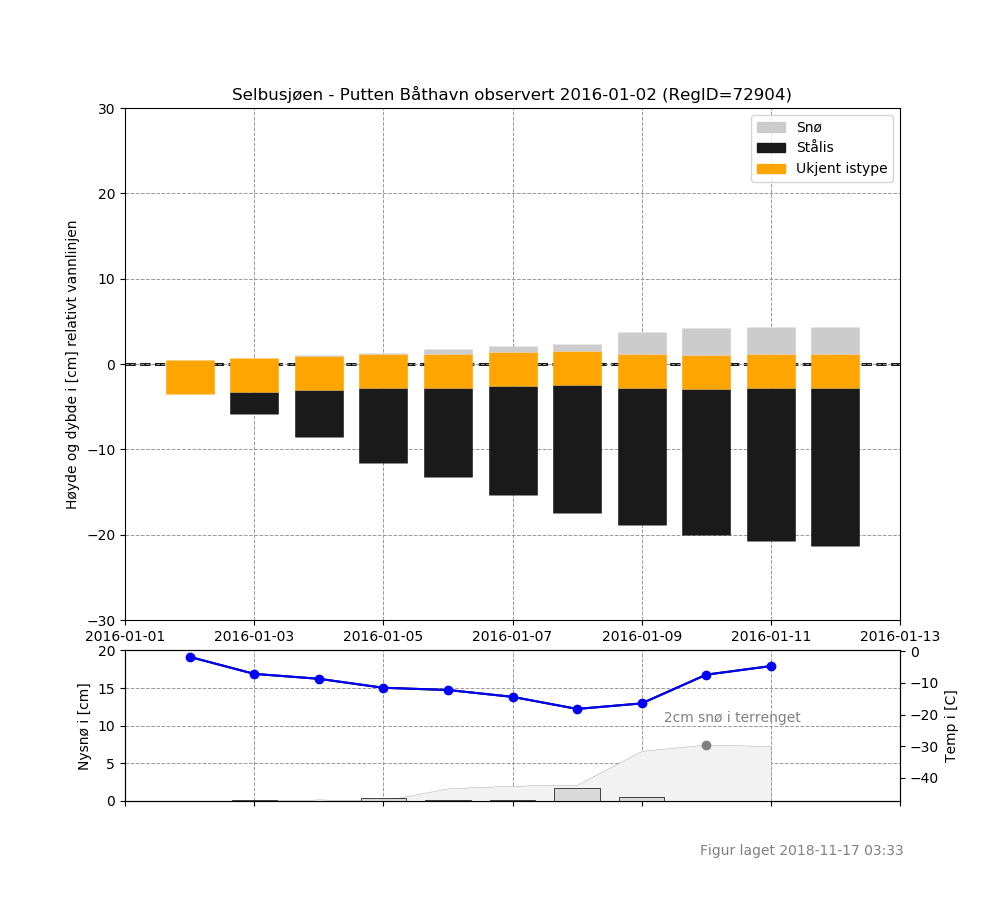 Selbusjøen - Putten Båthavn observert 2016-01-02 (RegID=72904)
Høyde og dybde i [cm] relativt vannlinjen
30
20
10
0
−10
−20
−30
Snø
Stålis
Ukjent istype
2016-01-01 2016-01-03 2016-01-05 2016-01-07 2016-01-09 2016-01-11 2016-01-13
Nysnø i [cm]
20
15
10
5
0
2cm snø i terrenget
0
−10
−20
−30
−40
Temp i [C]
Figur laget 2018-11-17 03:33